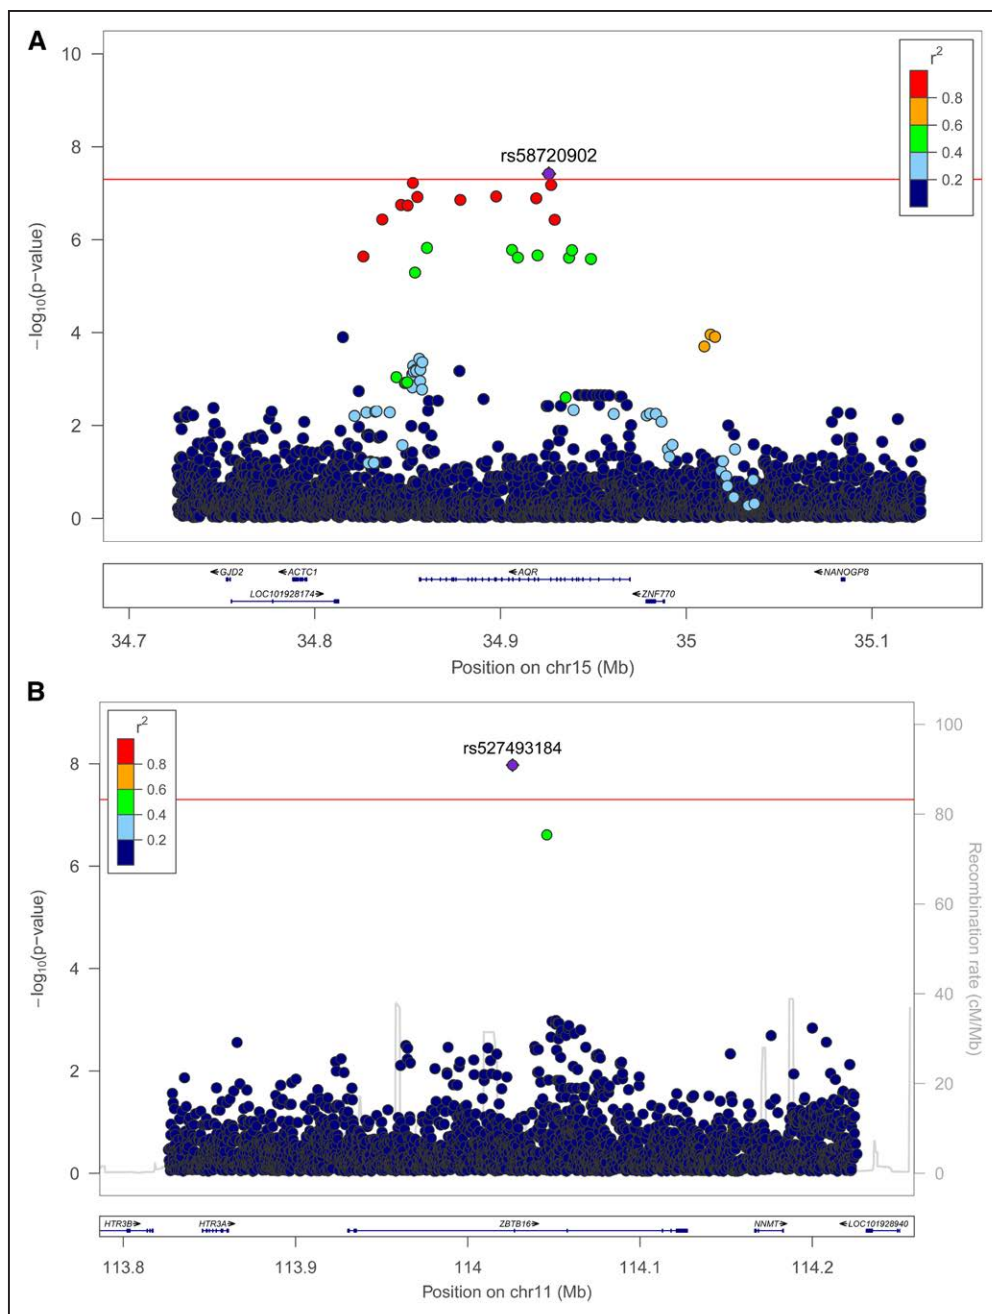 A
10
8
6
4
2
0
−log10(p−value)
rs58720902
r2
0.8
0.6
0.4
0.2
GJD2
ACTC1
AQR
NANOGP8
LOC101928174
ZNF770
34.7 34.8 34.9 35 35.1
Position on chr15 (Mb)
B
8
6
4
2
0
−log10(p−value)
r2
0.8
0.6
0.4
0.2
rs527493184
100
80
60
40
20
0
Recombination rate (cM/Mb)
HTR3B HTR3A ZBTB16 NNMT LOC101928940
113.8 113.9 114 114.1 114.2
Position on chr11 (Mb)